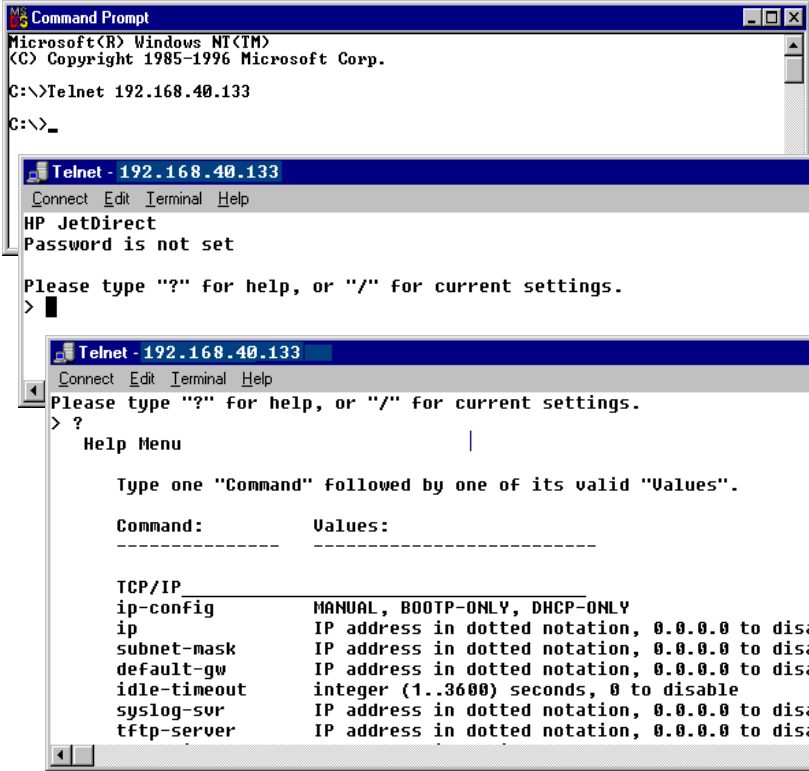 Command Prompt
Microsoft(R) Windows NT(TM)
(C) Copyright 1985-1996 Microsoft Corp.
C:\>Telnet 192.168.40.133
C:\>_
Telnet - 192.168.40.133
Connect Edit Terminal Help
HP JetDirect
Password is not set
Please type "?" for help, or "/" for current settings.
>
Telnet - 192.168.40.133
Connect Edit Terminal Help
Please type "?" for help, or "/" for current settings.
> ?
Help Menu
Type one "Command" followed by one of its valid "Values".
Command: Values:
--------------- --------------------------
TCP/IP
ip-config MANUAL, BOOTP-ONLY, DHCP-ONLY
ip IP address in dotted notation, 0.0.0.0 to disa
subnet-mask IP address in dotted notation, 0.0.0.0 to disa
default-gw IP address in dotted notation, 0.0.0.0 to disa
idle-timeout integer (1..3600) seconds, 0 to disable
syslog-svr IP address in dotted notation, 0.0.0.0 to disa
tftp-server IP address in dotted notation, 0.0.0.0 to disa